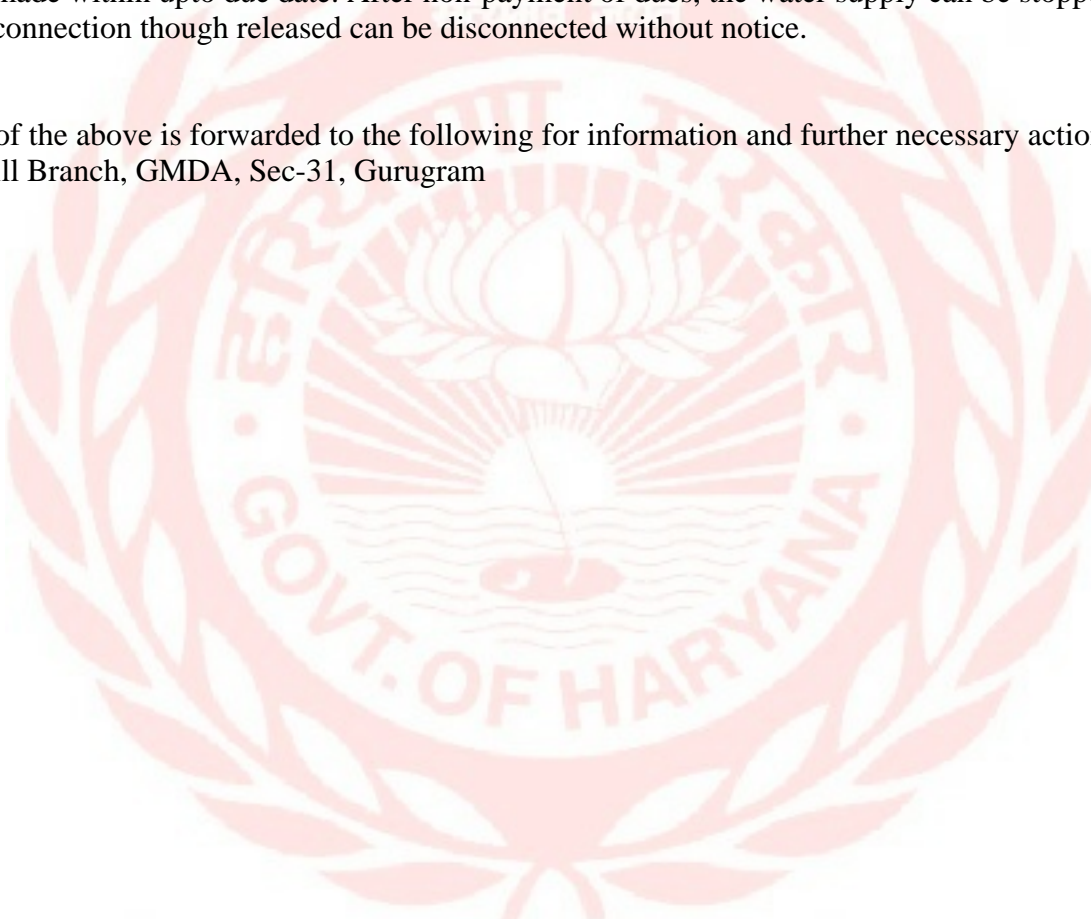 made within upto due date. After non-payment of dues, the water supply can be
connection though released can be disconnected without notice.
of the above is forwarded to the following for information and further necessary
Branch, GMDA, Sec-31, Gurugram
हरियाणा सरकार
GOVT. OF HARYANA